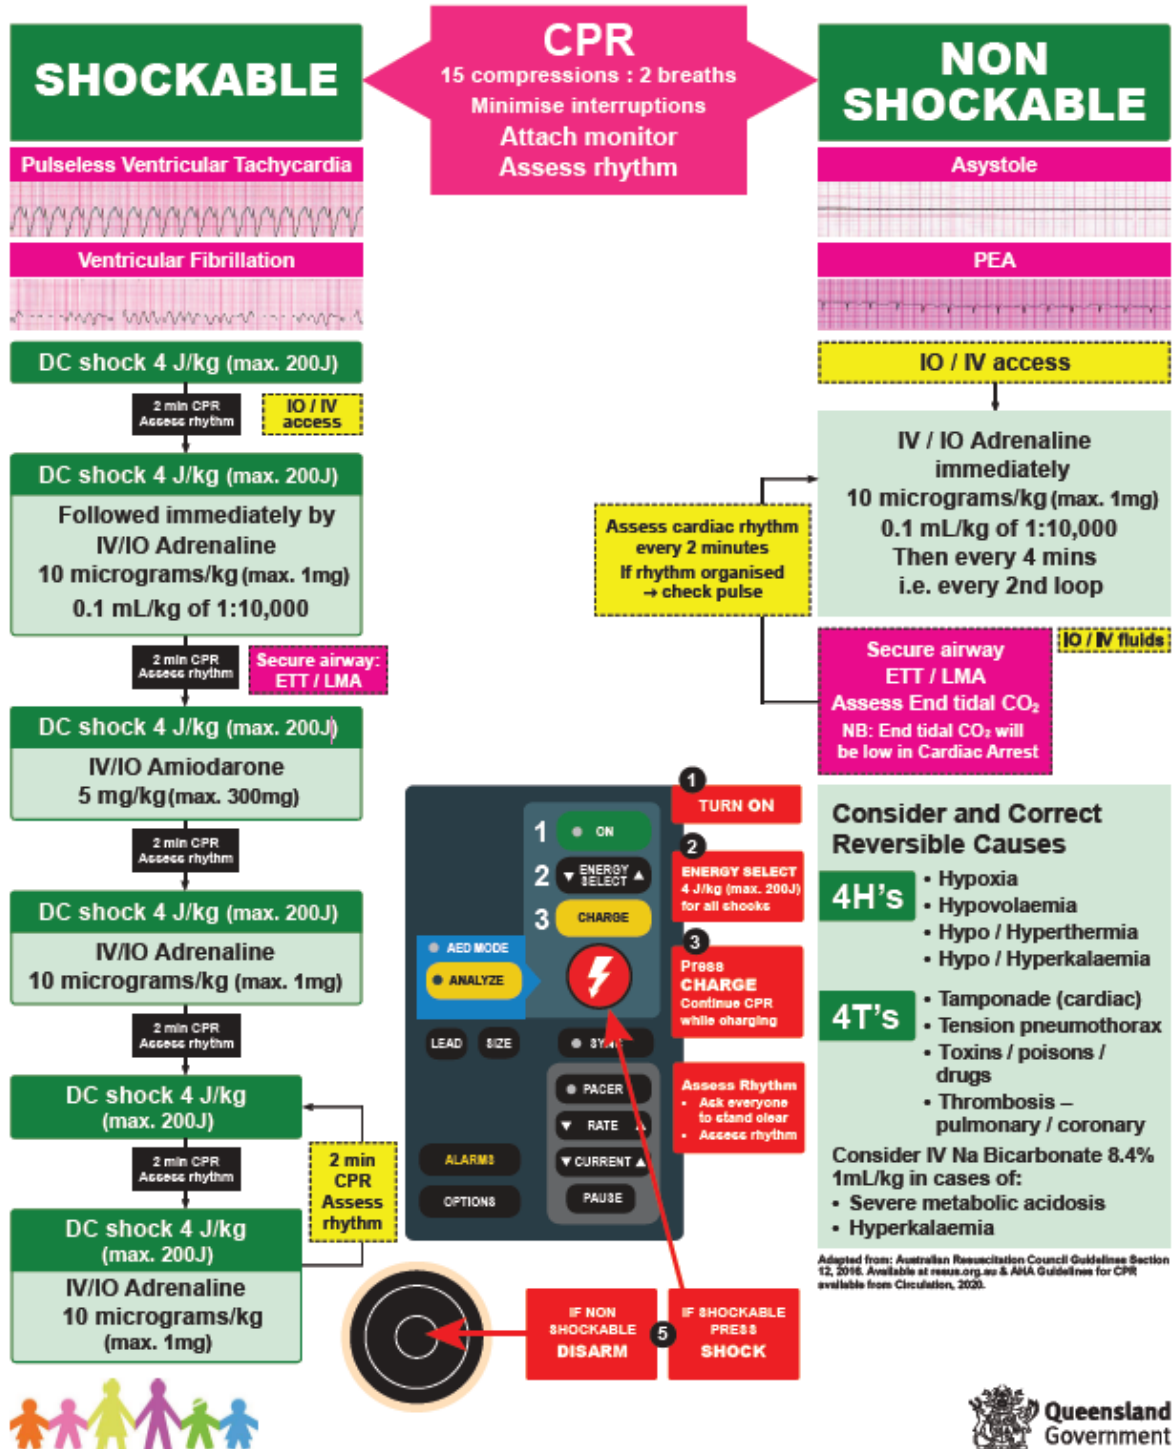 SHOCKABLE
CPR
15 compressions : 2 breaths
Minimise interruptions
Attach monitor
Assess rhythm
NON
SHOCKABLE
Pulseless Ventricular Tachycardia
Ventricular Fibrillation
DC shock 4 J/kg (max. 200J)
2 min CPR
Assess rhythm
IO / IV
access
DC shock 4 J/kg (max. 200J)
Followed immediately by
IV/IO Adrenaline
10 micrograms/kg (max. 1mg)
0.1 mL/kg of 1:10,000
2 min CPR
Assess rhythm
Secure airway:
ETT / LMA
DC shock 4 J/kg (max. 200J)
IV/IO Amiodarone
5 mg/kg (max. 300mg)
2 min CPR
Assess rhythm
DC shock 4 J/kg (max. 200J)
IV/IO Adrenaline
10 micrograms/kg (max. 1mg)
2 min CPR
Assess rhythm
DC shock 4 J/kg
(max. 200J)
2 min CPR
Assess rhythm
2 min
CPR
Assess
rhythm
DC shock 4 J/kg
(max. 200J)
IV/IO Adrenaline
10 micrograms/kg
(max. 1mg)
Asystole
PEA
IO / IV access
IV / IO Adrenaline
immediately
10 micrograms/kg (max. 1mg)
0.1 mL/kg of 1:10,000
Then every 4 mins
i.e. every 2nd loop
Assess cardiac rhythm
every 2 minutes
If rhythm organised
→ check pulse
IO / IV fluids
Secure airway
ETT / LMA
Assess End tidal CO₂
NB: End tidal CO₂ will
be low in Cardiac Arrest
1 ON
2 ▼ ENERGY SELECT ▲
3 CHARGE
AED MODE
ANALYZE
LEAD
SIZE
SYNC
PACER
▼ RATE ▲
▼ CURRENT ▲
PAUSE
ALARMS
OPTIONS
1
TURN ON
2
ENERGY SELECT
4 J/kg (max. 200J)
for all shocks
3
Press
CHARGE
Continue CPR
while charging
Assess Rhythm
• Ask everyone
to stand clear
• Assess rhythm
IF NON
SHOCKABLE
DISARM
5
IF SHOCKABLE
PRESS
SHOCK
Consider and Correct
Reversible Causes
4H's
• Hypoxia
• Hypovolaemia
• Hypo / Hyperthermia
• Hypo / Hyperkalaemia
4T's
• Tamponade (cardiac)
• Tension pneumothorax
• Toxins / poisons /
drugs
• Thrombosis –
pulmonary / coronary
Consider IV Na Bicarbonate 8.4%
1mL/kg in cases of:
• Severe metabolic acidosis
• Hyperkalaemia
Adapted from: Australian Resuscitation Council Guidelines Section
12, 2016. Available at resus.org.au & AHA Guidelines for CPR
available from Circulation, 2020.
Queensland
Government